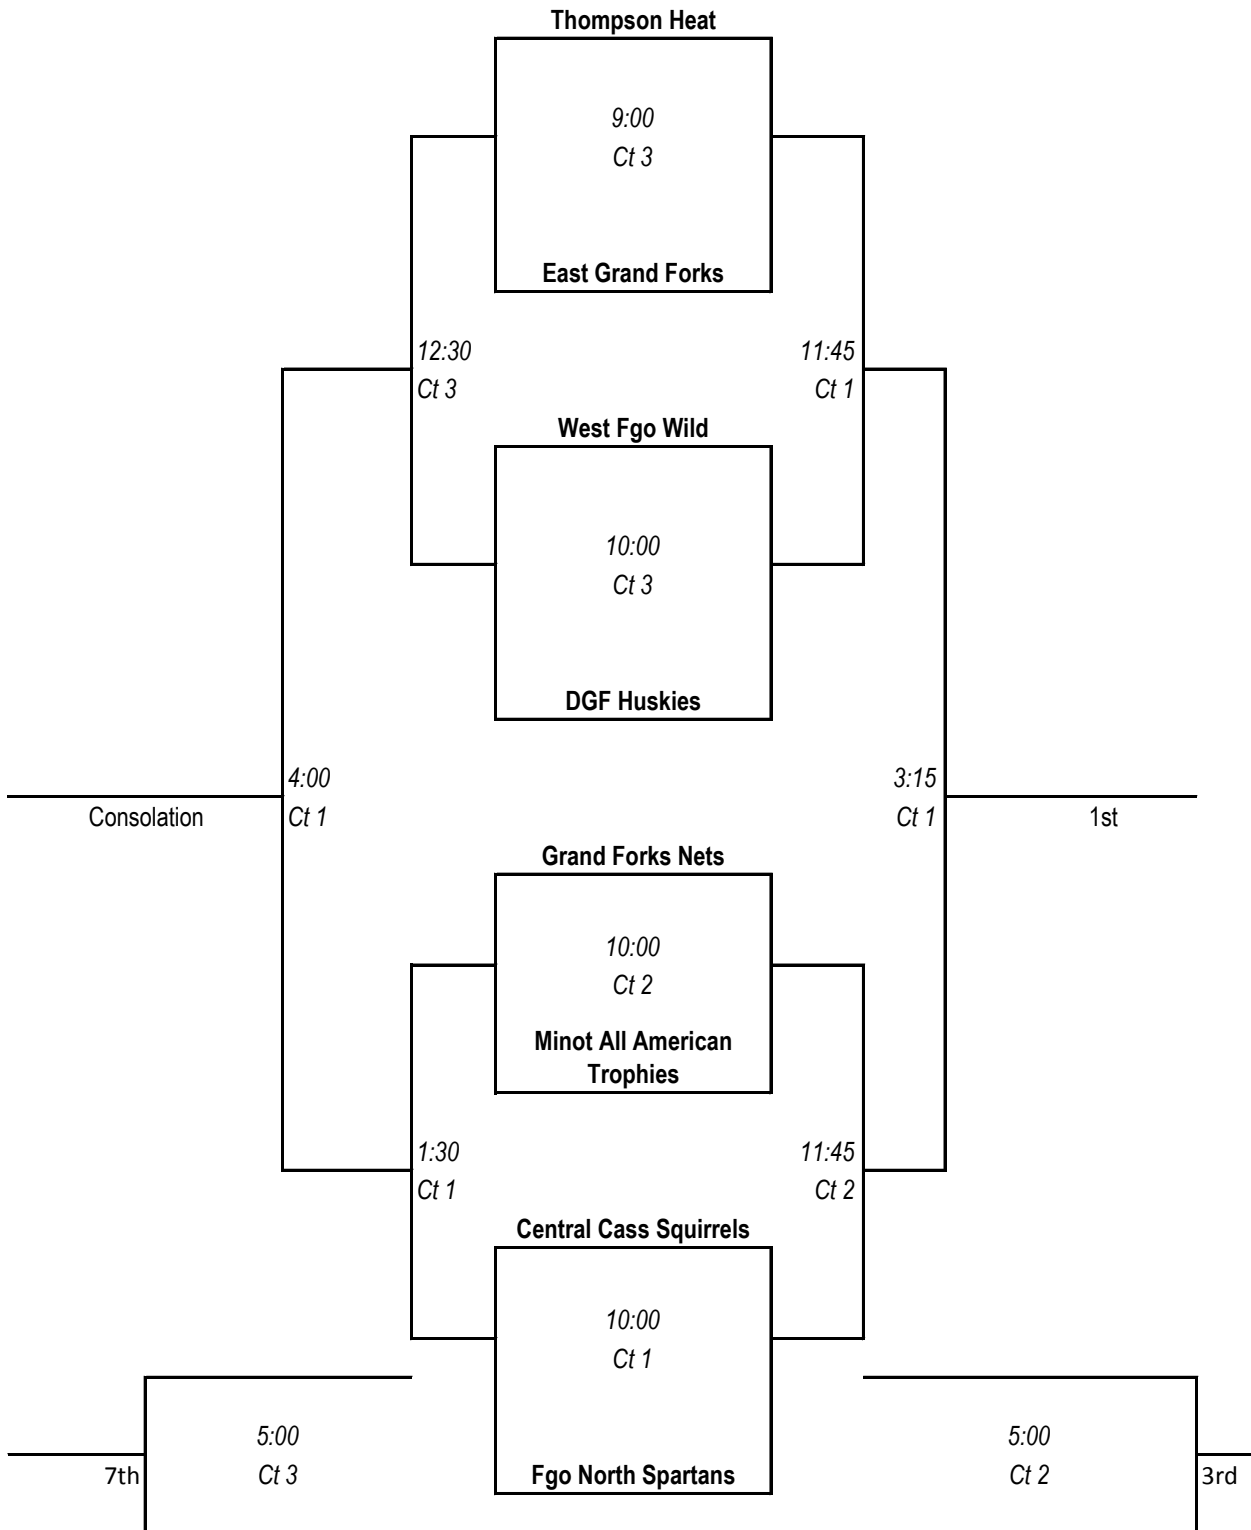 Thompson Heat
9:00
Ct 3
East Grand Forks
12:30
Ct 3
11:45
Ct 1
West Fgo Wild
10:00
Ct 3
DGF Huskies
4:00
Ct 1
Consolation
3:15
Ct 1
1st
Grand Forks Nets
10:00
Ct 2
Minot All American
Trophies
1:30
Ct 1
11:45
Ct 2
Central Cass Squirrels
10:00
Ct 1
Fgo North Spartans
5:00
Ct 3
7th
5:00
Ct 2
3rd